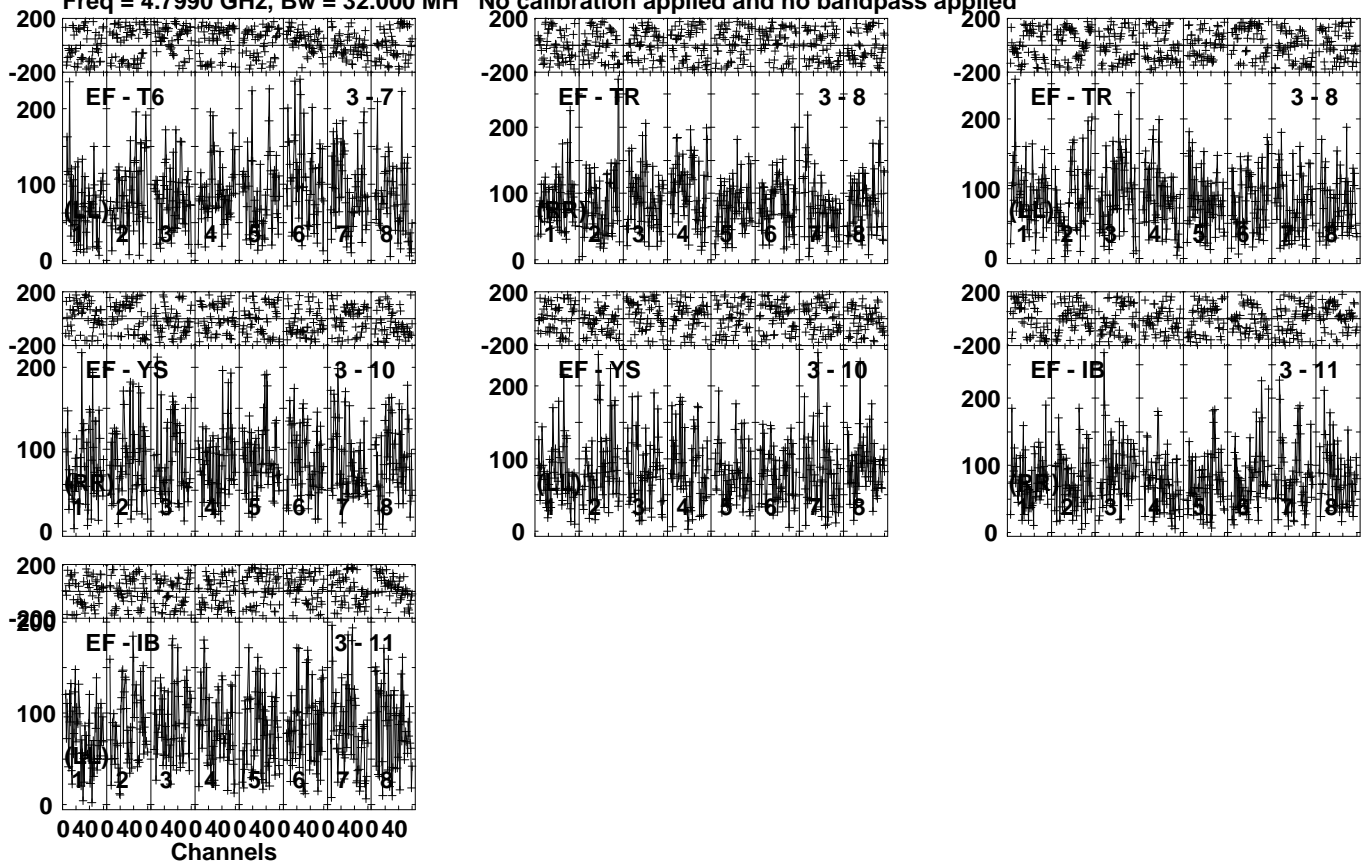 Freq = 4.7990 GHz, Bw = 32.000 MH No calibration applied and no bandpass applied
200 200 200
-200 -200 -200
EF - T6 3 - 7 EF - TR 3 - 8 EF - TR 3 - 8
200 200 200
100 100 100
(LL) (RR) (LL)
1 2 3 4 5 6 7 8 1 2 3 4 5 6 7 8 1 2 3 4 5 6 7 8
0 0 0
200 200 200
-200 -200 -200
EF - YS 3 - 10 EF - YS 3 - 10 EF - IB 3 - 11
200 200 200
100 100 100
(RR) (LL) (RR)
1 2 3 4 5 6 7 8 1 2 3 4 5 6 7 8 1 2 3 4 5 6 7 8
0 0 0
200
-200
200
EF - IB 3 - 11
100
(LL)
1 2 3 4 5 6 7 8
0
0 40 0 40 0 40 0 40 0 40 0 40 0 40 0 40
Channels